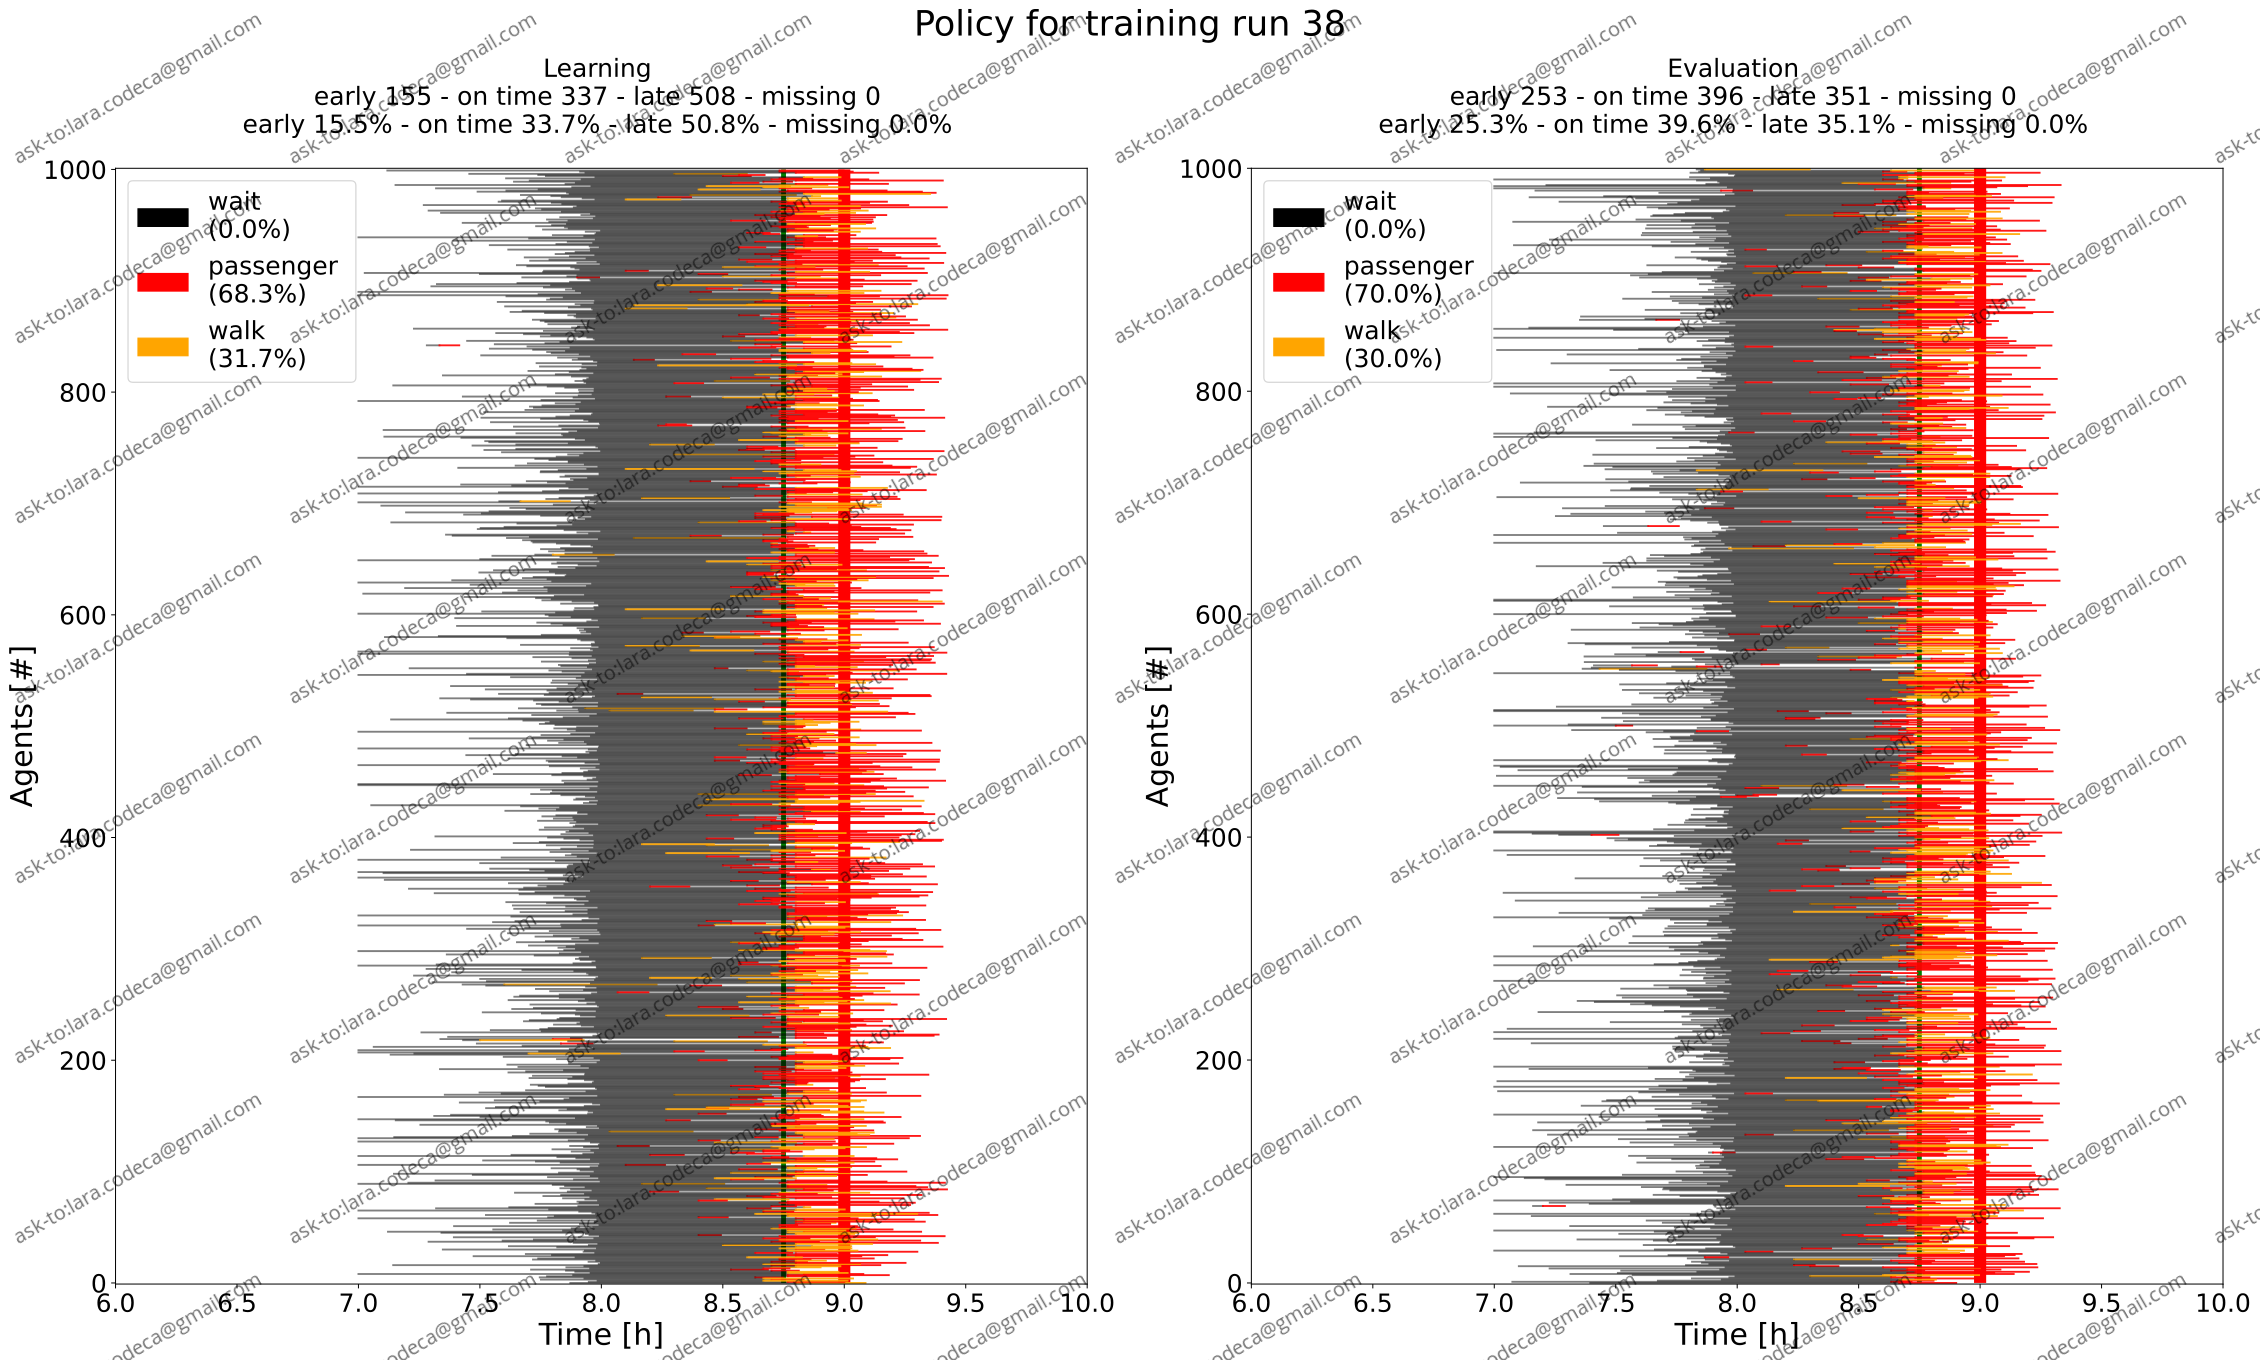 Policy for training run 38
Learning
early 155 - on time 337 - late 508 - missing 0
early 15.5% - on time 33.7% - late 50.8% - missing 0.0%
wait
(0.0%)
passenger
(68.3%)
walk
(31.7%)
Agents [#]
1000
800
600
400
200
0
6.0 6.5 7.0 7.5 8.0 8.5 9.0 9.5 10.0
Time [h]
Evaluation
early 253 - on time 396 - late 351 - missing 0
early 25.3% - on time 39.6% - late 35.1% - missing 0.0%
wait
(0.0%)
passenger
(70.0%)
walk
(30.0%)
Agents [#]
1000
800
600
400
200
0
6.0 6.5 7.0 7.5 8.0 8.5 9.0 9.5 10.0
Time [h]
ask-to:lara.codeca@gmail.com